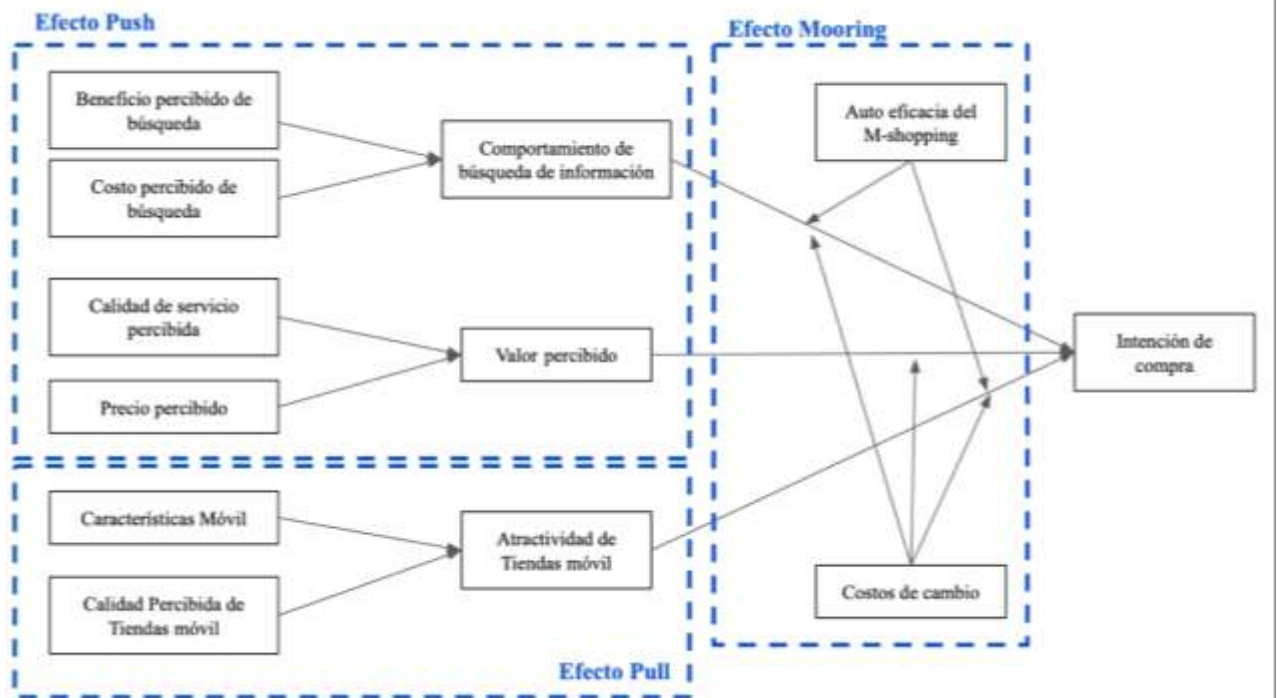 Efecto Push
Efecto Mooring
Beneficio percibido de
búsqueda
Auto eficacia del
M-shopping
Comportamiento de
búsqueda de información
Costo percibido de
búsqueda
Calidad de servicio
percibida
Valor percibido
Intención de
compra
Precio percibido
Características Móvil
Atractividad de
Tiendas móvil
Calidad Percibida de
Tiendas móvil
Costos de cambio
Efecto Pull